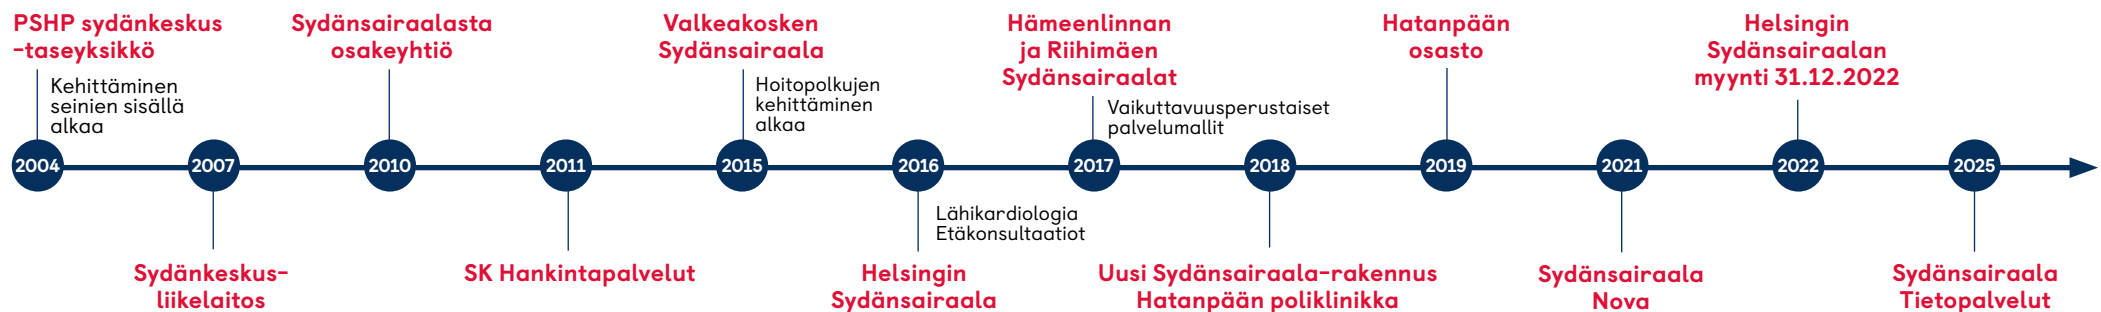 PSHP sydänkeskus
-taseyksikkö
Kehittäminen
seinien sisällä
alkaa
2004
2007
Sydänkeskus-
liikelaitos
Sydänsairaalasta
osakeyhtiö
2010
2011
SK Hankintapalvelut
Valkeakosken
Sydänsairaala
Hoitopolkujen
kehittäminen
alkaa
2015
2016
Lähikardiologia
Etäkonsultaatiot
Helsingin
Sydänsairaala
Hämeenlinnan
ja Riihimäen
Sydänsairaalat
Vaikuttavuusperustaiset
palvelumallit
2017
2018
Uusi Sydänsairaala-rakennus
Hatanpään poliklinikka
Hatanpään
osasto
2019
2021
Sydänsairaala
Nova
Helsingin
Sydänsairaalan
myynti 31.12.2022
2022
2025
Sydänsairaala
Tietopalvelut